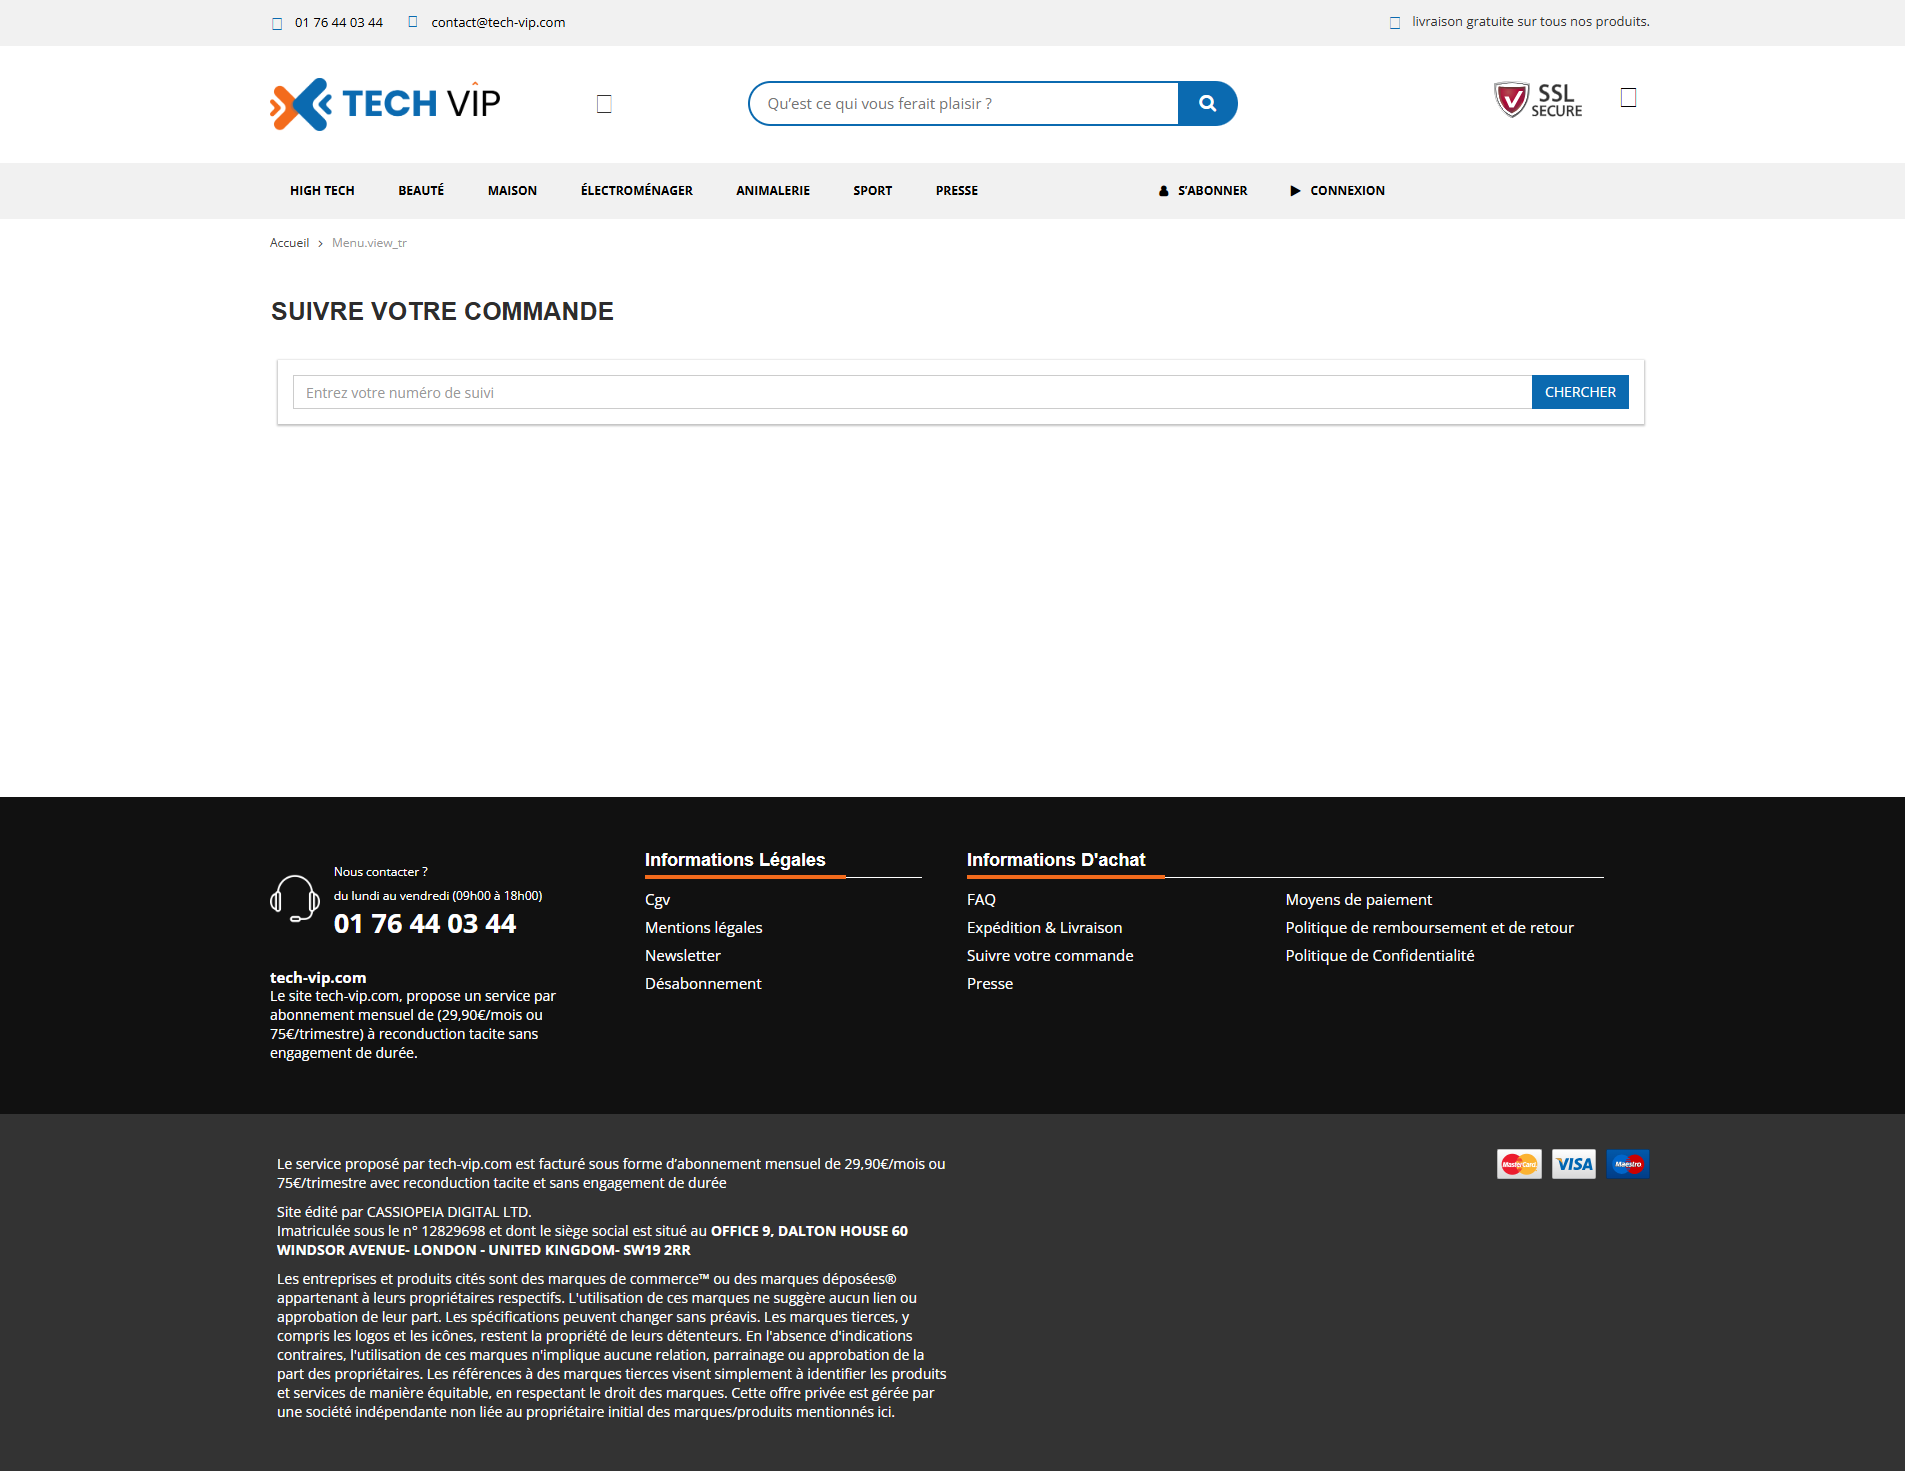 01 76 44 03 44 contact@tech-vip.com livraison gratuite sur tous nos produits.
TECH VIP Qu’est ce qui vous ferait plaisir ? SSL SECURE
HIGH TECH BEAUTÉ MAISON ÉLECTROMÉNAGER ANIMALERIE SPORT PRESSE S’ABONNER CONNEXION
Accueil > Menu.view_tr
SUIVRE VOTRE COMMANDE
Entrez votre numéro de suivi CHERCHER
Nous contacter ?
du lundi au vendredi (09h00 à 18h00)
01 76 44 03 44
tech-vip.com
Le site tech-vip.com, propose un service par
abonnement mensuel de (29,90€/mois ou
75€/trimestre) à reconduction tacite sans
engagement de durée.
Informations Légales
Cgv
Mentions légales
Newsletter
Désabonnement
Informations D'achat
FAQ
Expédition & Livraison
Suivre votre commande
Presse
Moyens de paiement
Politique de remboursement et de retour
Politique de Confidentialité
Le service proposé par tech-vip.com est facturé sous forme d’abonnement mensuel de 29,90€/mois ou
75€/trimestre avec reconduction tacite et sans engagement de durée
Site édité par CASSIOPEIA DIGITAL LTD.
Imatriculée sous le n° 12829698 et dont le siège social est situé au OFFICE 9, DALTON HOUSE 60
WINDSOR AVENUE- LONDON - UNITED KINGDOM- SW19 2RR
Les entreprises et produits cités sont des marques de commerce™ ou des marques déposées®
appartenant à leurs propriétaires respectifs. L'utilisation de ces marques ne suggère aucun lien ou
approbation de leur part. Les spécifications peuvent changer sans préavis. Les marques tierces, y
compris les logos et les icônes, restent la propriété de leurs détenteurs. En l'absence d'indications
contraires, l'utilisation de ces marques n'implique aucune relation, parrainage ou approbation de la
part des propriétaires. Les références à des marques tierces visent simplement à identifier les produits
et services de manière équitable, en respectant le droit des marques. Cette offre privée est gérée par
une société indépendante non liée au propriétaire initial des marques/produits mentionnés ici.
MasterCard VISA Maestro